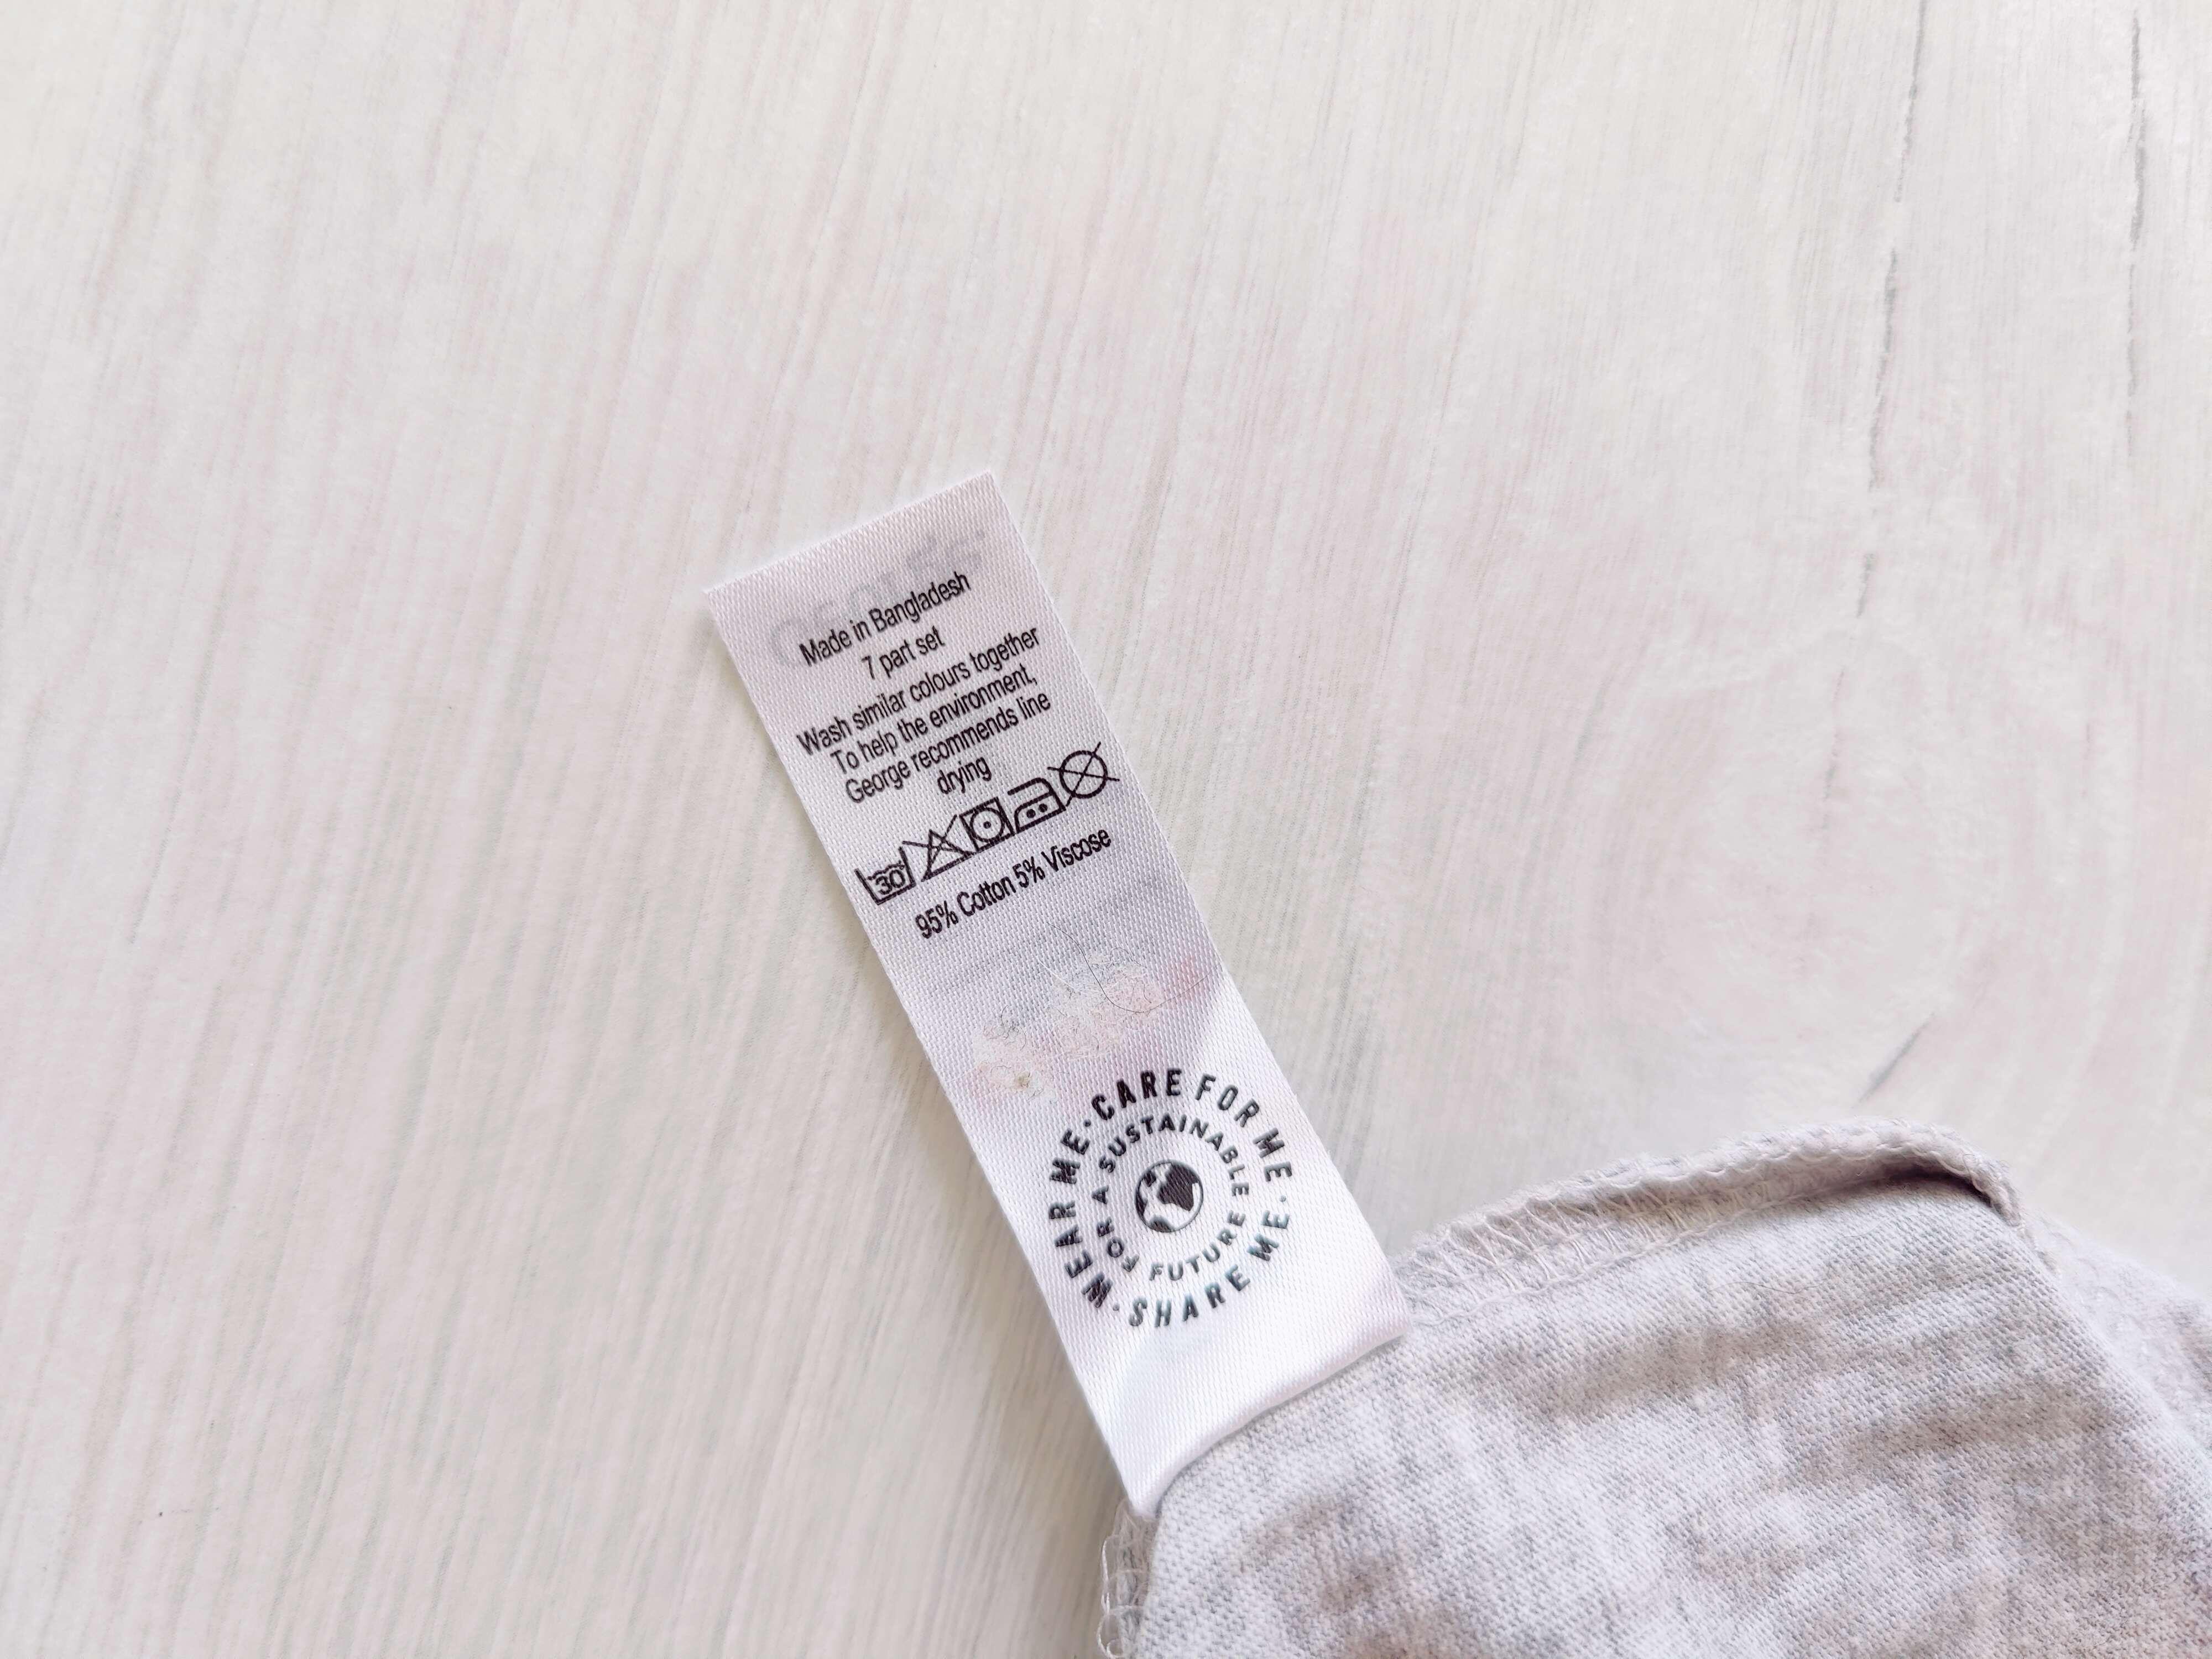 Made in Bangladesh
7 part set
Wash similar colours together
To help the environment,
George recommends line
drying
30
95% Cotton 5% Viscose
WEAR ME · CARE FOR ME · SHARE ME ·
FOR A SUSTAINABLE FUTURE